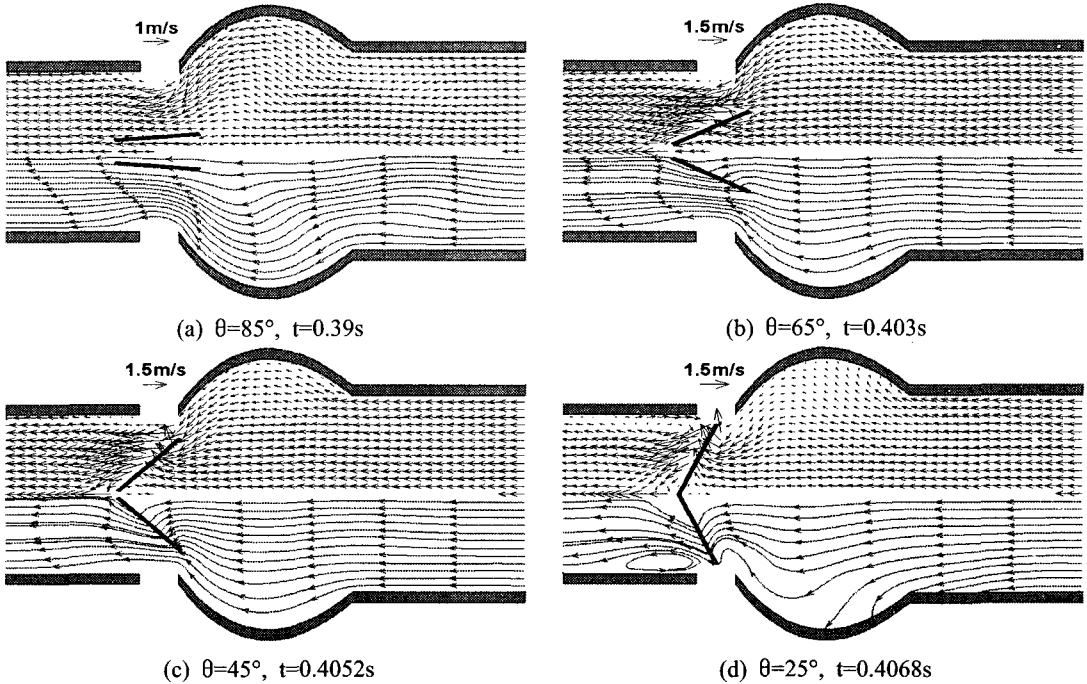 1m/s
1.5m/s
(a) θ=85°, t=0.39s
(b) θ=65°, t=0.403s
1.5m/s
1.5m/s
(c) θ=45°, t=0.4052s
(d) θ=25°, t=0.4068s